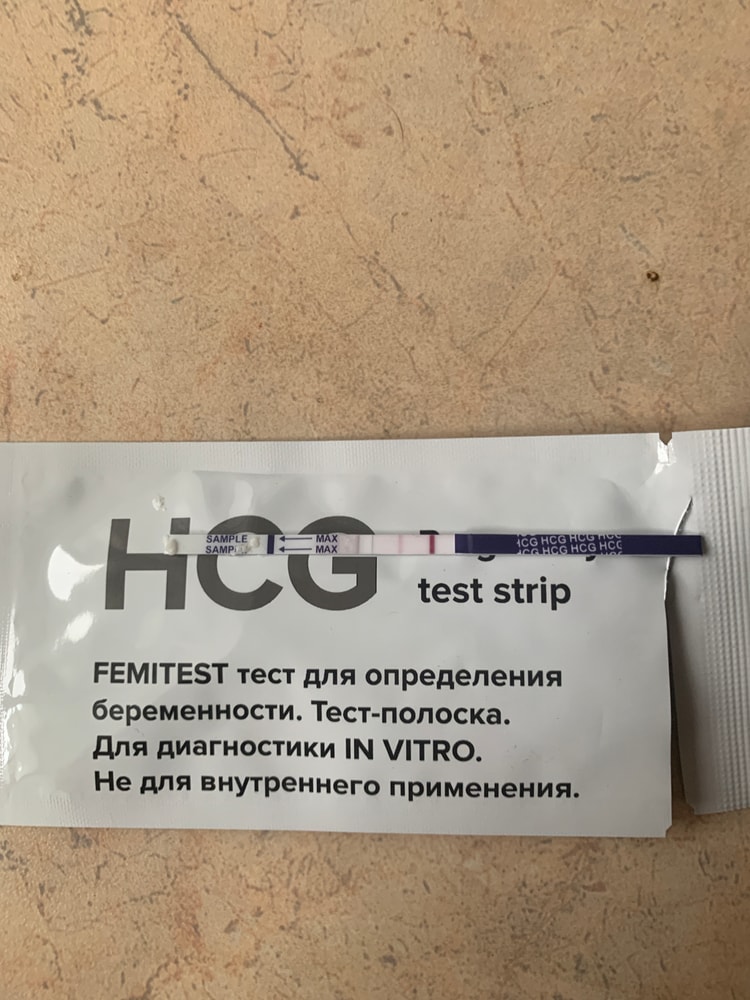 HCG
SAMPLE MAX
SAMPLE MAX
HCG HCG HCG
HCG HCG HCG
test strip
FEMITEST тест для определения
беременности. Тест-полоска.
Для диагностики IN VITRO.
Не для внутреннего применения.